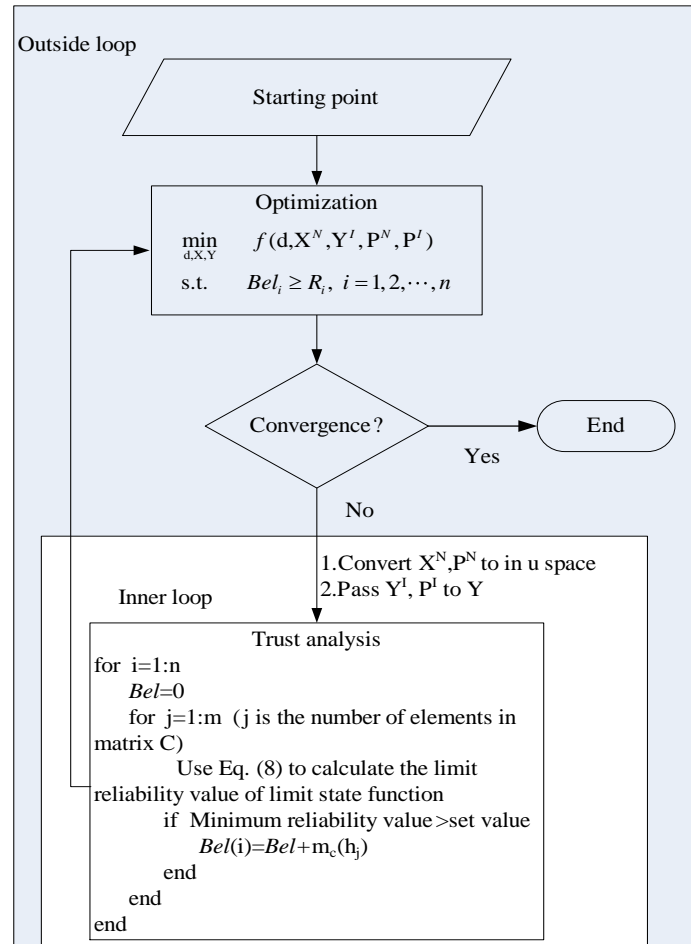 Outside loop
Starting point
Optimization
min f(d,X^N,Y^I,P^N,P^I)
d,X,Y
s.t. Bel_i ≥ R_i, i=1,2,⋯,n
Convergence?
End
Yes
No
1.Convert X^N,P^N to in u space
2.Pass Y^I, P^I to Y
Inner loop
Trust analysis
for i=1:n
Bel=0
for j=1:m (j is the number of elements in
matrix C)
Use Eq. (8) to calculate the limit
reliability value of limit state function
if Minimum reliability value>set value
Bel(i)=Bel+m_c(h_j)
end
end
end